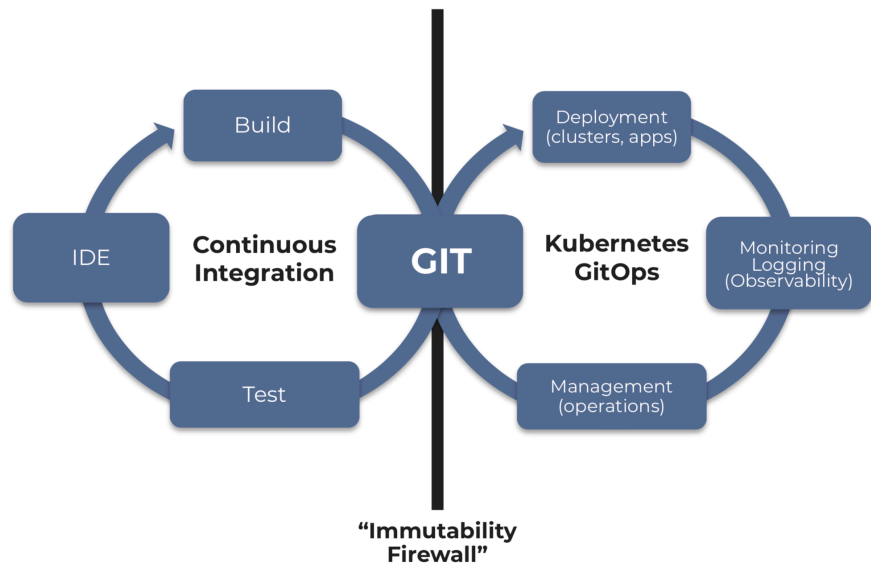 Build
IDE
Continuous
Integration
Test
GIT
Deployment
(clusters, apps)
Kubernetes
GitOps
Monitoring
Logging
(Observability)
Management
(operations)
“Immutability
Firewall”